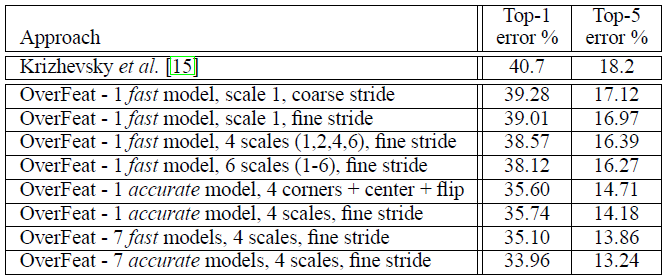 Approach Top-1 error % Top-5 error %
Krizhevsky et al. [15] 40.7 18.2
OverFeat - 1 fast model, scale 1, coarse stride 39.28 17.12
OverFeat - 1 fast model, scale 1, fine stride 39.01 16.97
OverFeat - 1 fast model, 4 scales (1,2,4,6), fine stride 38.57 16.39
OverFeat - 1 fast model, 6 scales (1-6), fine stride 38.12 16.27
OverFeat - 1 accurate model, 4 corners + center + flip 35.60 14.71
OverFeat - 1 accurate model, 4 scales, fine stride 35.74 14.18
OverFeat - 7 fast models, 4 scales, fine stride 35.10 13.86
OverFeat - 7 accurate models, 4 scales, fine stride 33.96 13.24